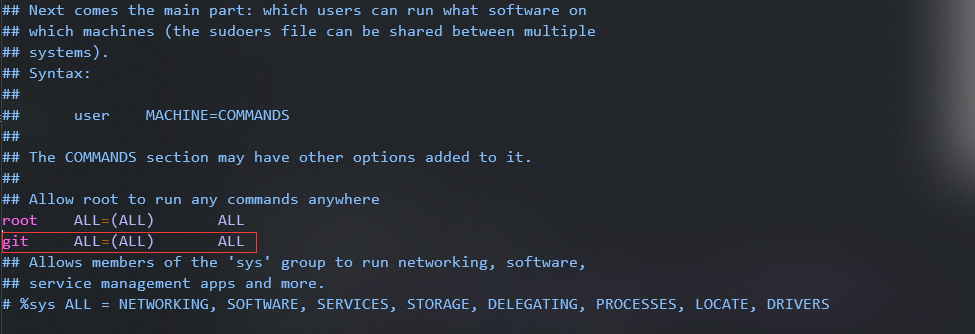 ## Next comes the main part: which users can run what software on
## which machines (the sudoers file can be shared between multiple
## systems).
## Syntax:
##
##      user    MACHINE=COMMANDS
##
## The COMMANDS section may have other options added to it.
##
## Allow root to run any commands anywhere
root    ALL=(ALL)       ALL
git     ALL=(ALL)       ALL
## Allows members of the 'sys' group to run networking, software,
## service management apps and more.
# %sys ALL = NETWORKING, SOFTWARE, SERVICES, STORAGE, DELEGATING, PROCESSES, LOCATE, DRIVERS